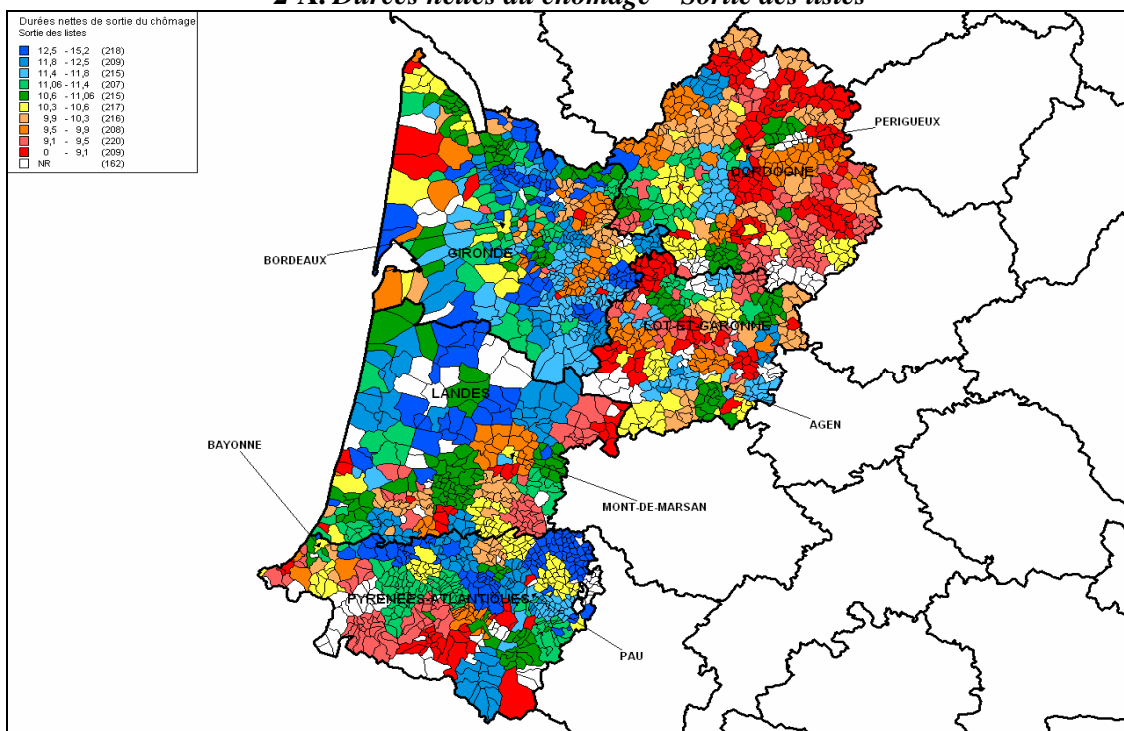 2-A. Durées nettes du chômage – Sortie des listes
Durées nettes de sortie du chômage
Sortie des listes
12,5 - 15,2 (218)
11,8 - 12,5 (209)
11,4 - 11,8 (215)
11,06 - 11,4 (207)
10,6 - 11,06 (215)
10,3 - 10,6 (217)
9,9 - 10,3 (216)
9,5 - 9,9 (208)
9,1 - 9,5 (220)
0 - 9,1 (209)
NR (162)
PERIGUEUX
DORDOGNE
BORDEAUX
GIRONDE
LOT-ET-GARONNE
LANDES
AGEN
BAYONNE
MONT-DE-MARSAN
PYRENEES-ATLANTIQUES
PAU